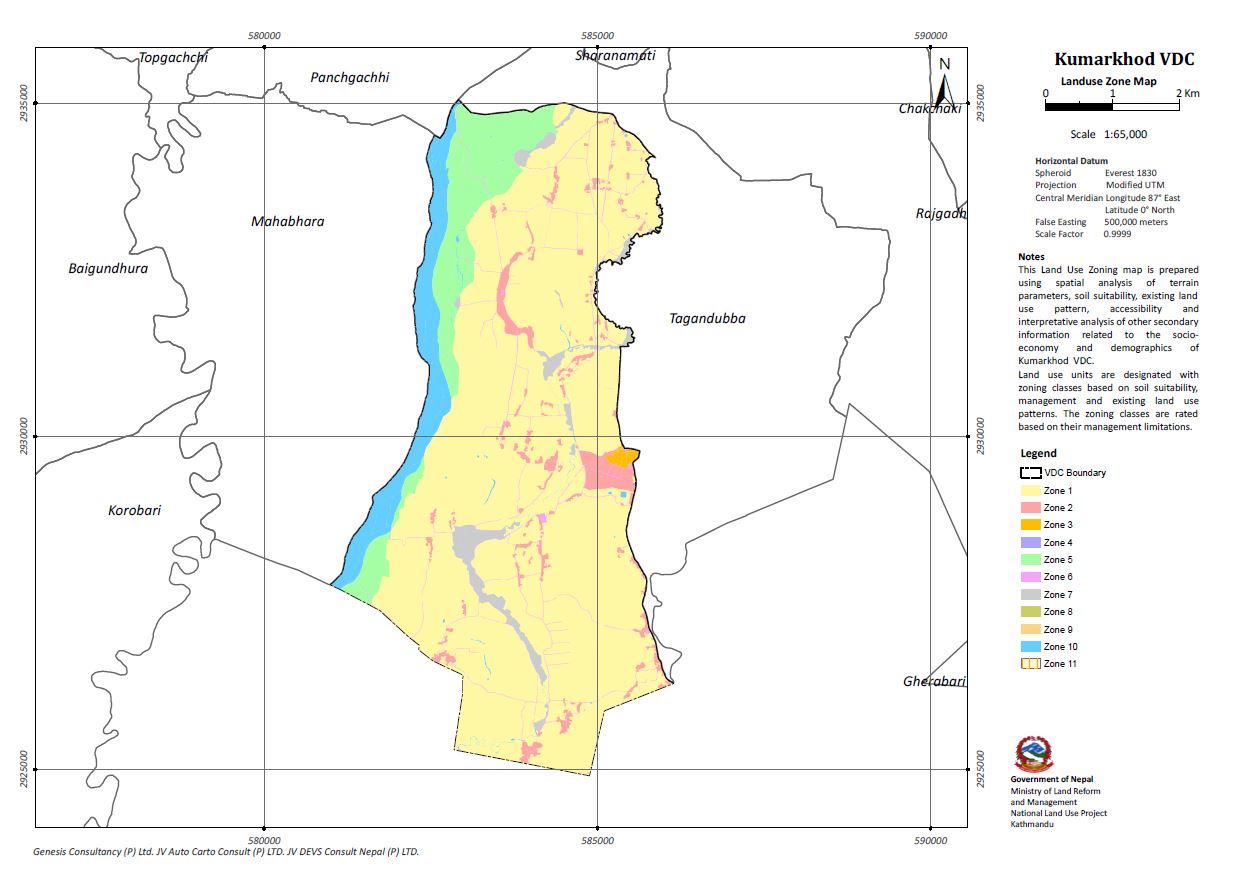 580000
585000
590000
Topgachchi
Sharanamati
Panchgachhi
Chakchaki
2935000
2935000
Mahabhara
Rajgadh
Baigundhura
Tagandubba
2930000
2930000
Korobari
Gherabari
2925000
2925000
580000
585000
590000
Genesis Consultancy (P) Ltd. JV Auto Carto Consult (P) LTD. JV DEVS Consult Nepal (P) LTD.
N
Kumarkhod VDC
Landuse Zone Map
0 1 2 Km
Scale 1:65,000
Horizontal Datum
Spheroid Everest 1830
Projection Modified UTM
Central Meridian Longitude 87° East
Latitude 0° North
False Easting 500,000 meters
Scale Factor 0.9999
Notes
This Land Use Zoning map is prepared
using spatial analysis of terrain
parameters, soil suitability, existing land
use pattern, accessibility and
interpretative analysis of other secondary
information related to the socio-
economy and demographics of
Kumarkhod VDC.
Land use units are designated with
zoning classes based on soil suitability,
management and existing land use
patterns. The zoning classes are rated
based on their management limitations.
Legend
VDC Boundary
Zone 1
Zone 2
Zone 3
Zone 4
Zone 5
Zone 6
Zone 7
Zone 8
Zone 9
Zone 10
Zone 11
Government of Nepal
Ministry of Land Reform
and Management
National Land Use Project
Kathmandu